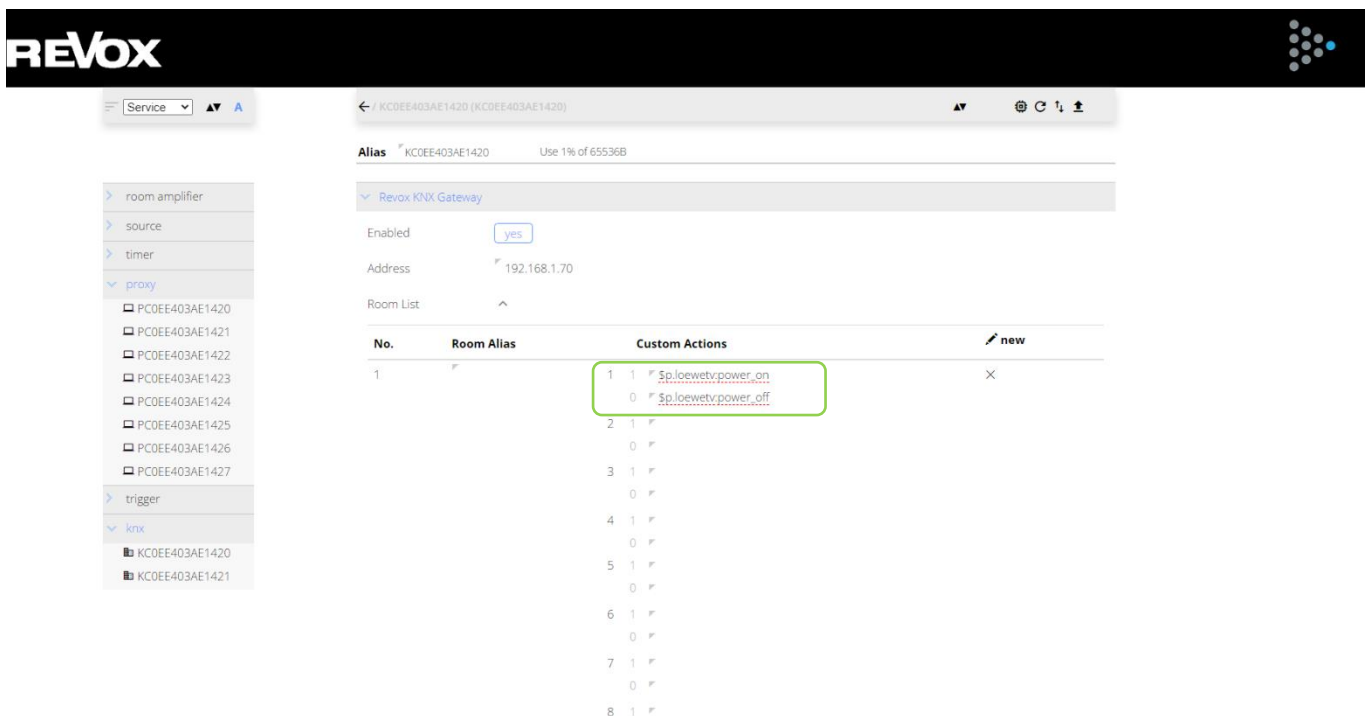 REVOX
Service ▲▼ A
← / KC0EE403AE1420 (KC0EE403AE1420) ▲▼
Alias KC0EE403AE1420 Use 1% of 65536B
room amplifier
source
timer
proxy
PC0EE403AE1420
PC0EE403AE1421
PC0EE403AE1422
PC0EE403AE1423
PC0EE403AE1424
PC0EE403AE1425
PC0EE403AE1426
PC0EE403AE1427
trigger
knx
KC0EE403AE1420
KC0EE403AE1421
Revox KNX Gateway
Enabled yes
Address 192.168.1.70
Room List
No. Room Alias Custom Actions new
1 1 1 $p.loewetv:power_on ×
0 $p.loewetv:power_off
2 1
0
3 1
0
4 1
0
5 1
0
6 1
0
7 1
0
8 1